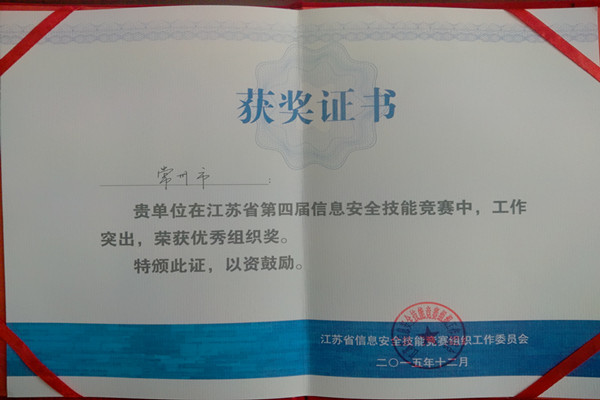 获奖证书
常州市：
贵单位在江苏省第四届信息安全技能竞赛中，工作
突出，荣获优秀组织奖。
特颁此证，以资鼓励。
江苏省信息安全技能竞赛组织工作委员会
二〇一五年十二月